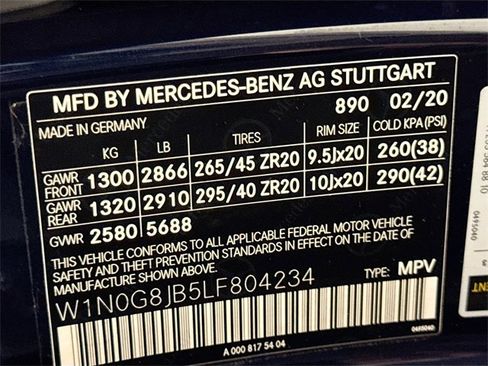 MFD BY MERCEDES-BENZ AG STUTTGART
MADE IN GERMANY 890 02/20
KG LB TIRES RIM SIZE COLD KPA(PSI)
GAWR FRONT 1300 2866 265/45 ZR20 9.5Jx20 260(38)
GAWR REAR 1320 2910 295/40 ZR20 10Jx20 290(42)
GVWR 2580 5688
THIS VEHICLE CONFORMS TO ALL APPLICABLE FEDERAL MOTOR VEHICLE
SAFETY AND THEFT PREVENTION STANDARDS IN EFFECT
ON THE DATE OF MANUFACTURE SHOWN ABOVE.
W1N0G8JB5LF804234 TYPE: MPV
A 000 817 54 04
0495040